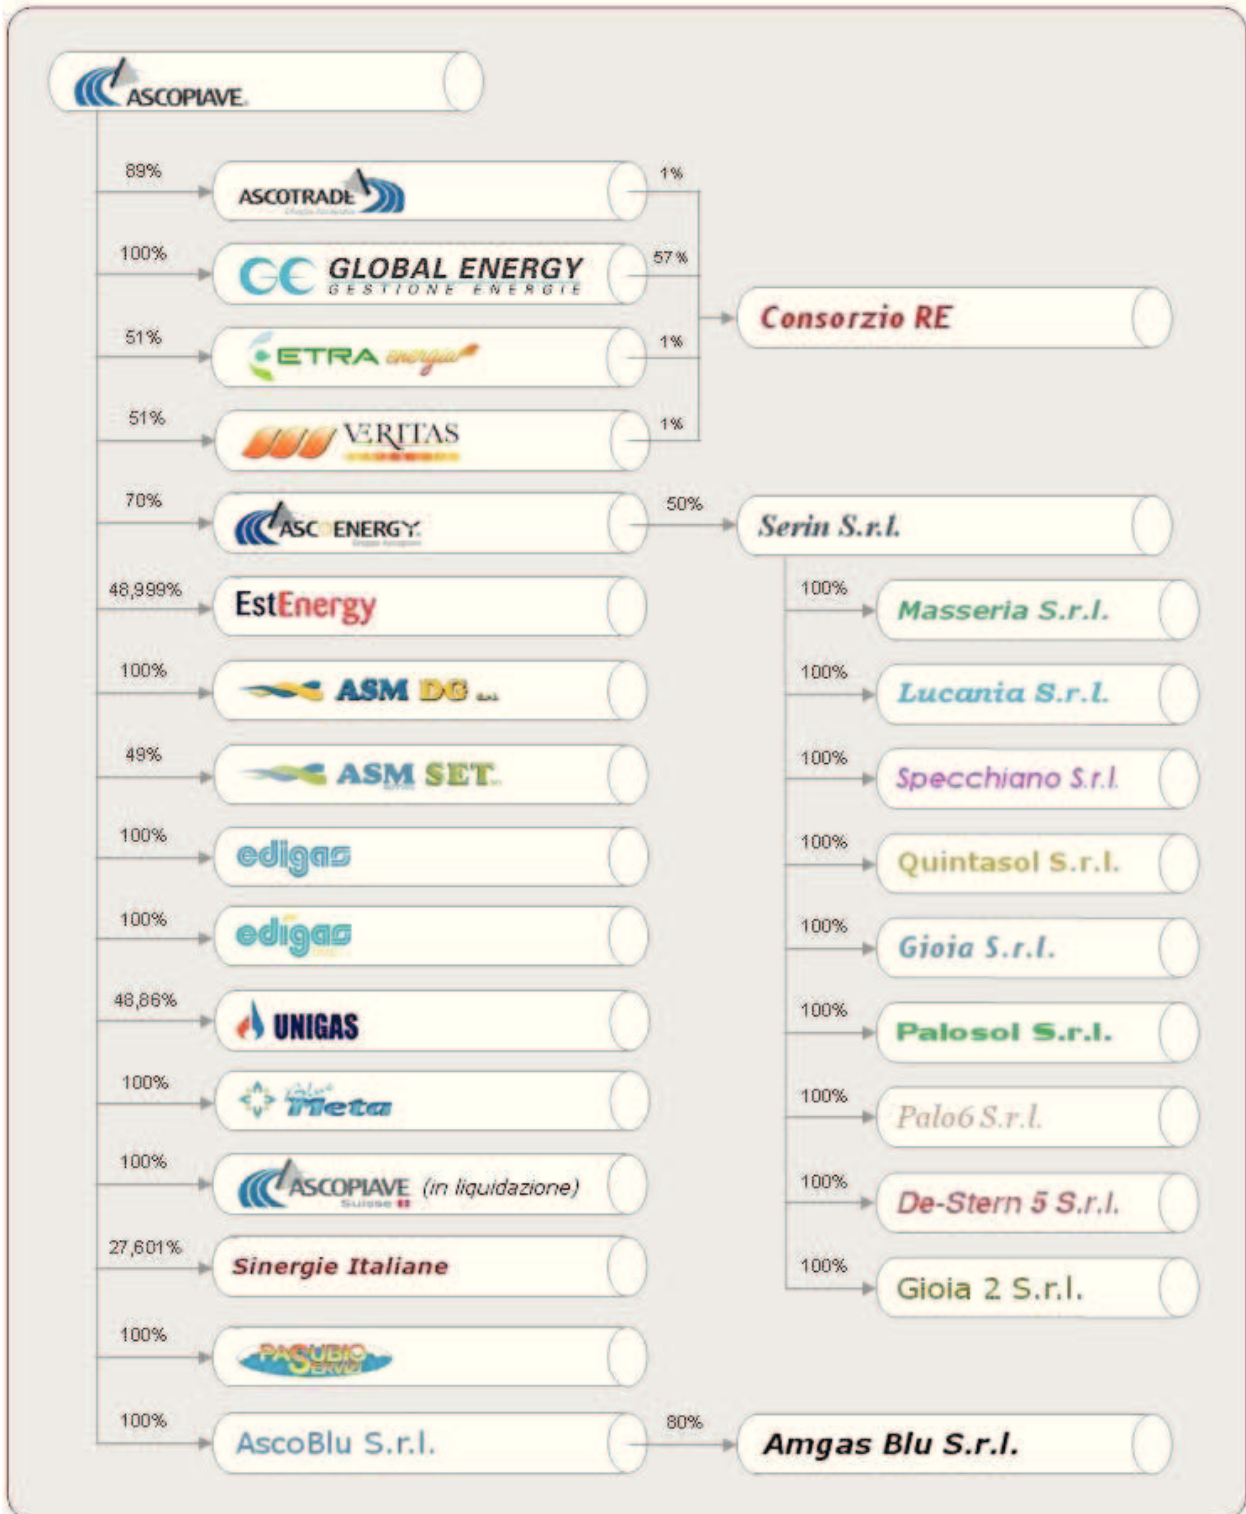 ASCOPIAVE
89%
ASCOTRADE
1%
100%
GLOBAL ENERGY
GESTIONE ENERGIE
57%
Consorzio RE
51%
ETRA energia
1%
51%
VERITAS
1%
70%
ASCOENERGY
50%
Serin S.r.l.
48,999%
EstEnergy
100%
Masseria S.r.l.
100%
ASM DG
100%
Lucania S.r.l.
49%
ASM SET
100%
Specchiano S.r.l.
100%
edigas
100%
Quintasol S.r.l.
100%
edigas
100%
Gioia S.r.l.
48,86%
UNIGAS
100%
Palosol S.r.l.
100%
Blue Meta
100%
Palo6 S.r.l.
100%
ASCOPIAVE (in liquidazione)
Suisse
100%
De-Stern 5 S.r.l.
27,601%
Sinergie Italiane
100%
Gioia 2 S.r.l.
100%
PASUBIO
SERVIZI
100%
AscoBlu S.r.l.
80%
Amgas Blu S.r.l.